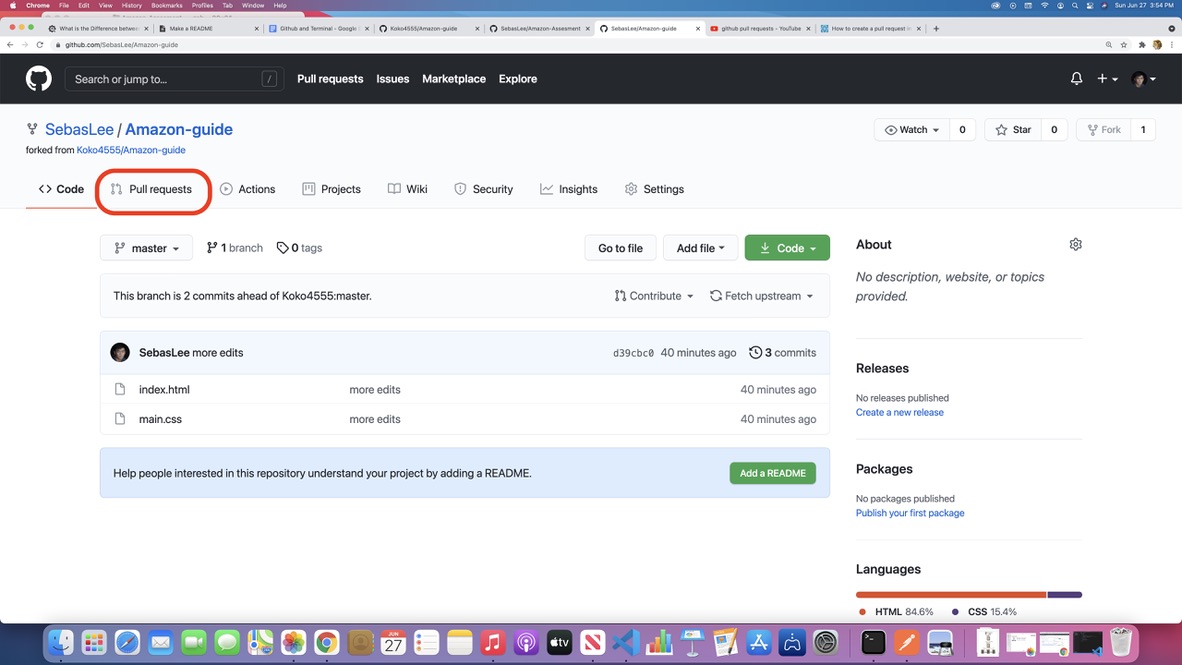 Chrome File Edit View History Bookmarks Profiles Tab Window Help Sun Jun 27 3:54 PM
What is the Difference betwee Make a README Github and Terminal - Google Koko4555/Amazon-guide SebasLee/Amazon-Assesment SebasLee/Amazon-guide github pull requests - YouTube How to create a pull request
github.com/SebasLee/Amazon-guide
Search or jump to... / Pull requests Issues Marketplace Explore
SebasLee / Amazon-guide Watch 0 Star 0 Fork 1
forked from Koko4555/Amazon-guide
Code Pull requests Actions Projects Wiki Security Insights Settings
master 1 branch 0 tags Go to file Add file Code
This branch is 2 commits ahead of Koko4555:master. Contribute Fetch upstream
SebasLee more edits d39cbc0 40 minutes ago 3 commits
index.html more edits 40 minutes ago
main.css more edits 40 minutes ago
Help people interested in this repository understand your project by adding a README. Add a README
About
No description, website, or topics
provided.
Releases
No releases published
Create a new release
Packages
No packages published
Publish your first package
Languages
HTML 84.6% CSS 15.4%
JUN
27
tv